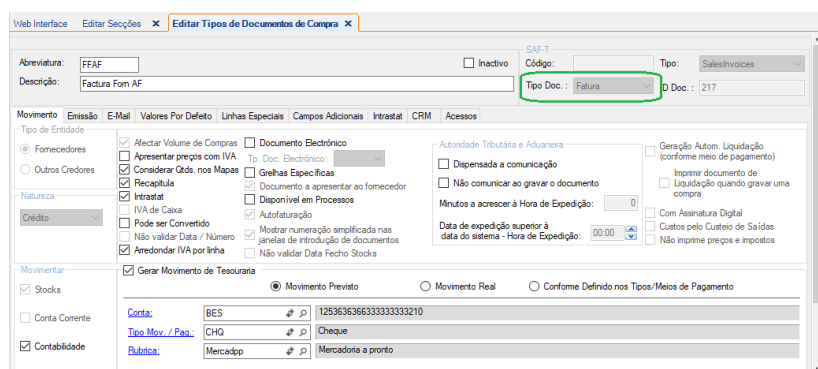 Web Interface Editar Secções Editar Tipos de Documentos de Compra
SAF-T
Abreviatura: FFAF Inactivo Código: Tipo: SalesInvoices
Descrição: Factura Forn AF Tipo Doc. : Fatura ID Doc. : 217
Movimento Emissão E-Mail Valores Por Defeito Linhas Especiais Campos Adicionais Intrastat CRM Acessos
Tipo de Entidade
Fornecedores
Outros Credores
Natureza
Crédito
Afectar Volume de Compras
Apresentar preços com IVA
Considerar Qtds. nos Mapas
Recapitula
Intrastat
IVA de Caixa
Pode ser Convertido
Não validar Data / Número
Arredondar IVA por linha
Documento Electrónico
Tp. Doc. Electrónico:
Grelhas Específicas
Documento a apresentar ao fornecedor
Disponível em Processos
Autofaturação
Mostrar numeração simplificada nas
janelas de introdução de documentos
Não validar Data Fecho Stocks
Autoridade Tributária e Aduaneira
Dispensada a comunicação
Não comunicar ao gravar o documento
Minutos a acrescer à Hora de Expedição: 0
Data de expedição superior à
data do sistema - Hora de Expedição: 00:00
Geração Autom. Liquidação
(conforme meio de pagamento)
Imprimir documento de
Liquidação quando gravar uma
compra
Com Assinatura Digital
Custos pelo Custeio de Saídas
Não imprime preços e impostos
Movimentar
Stocks
Conta Corrente
Contabilidade
Gerar Movimento de Tesouraria
Movimento Previsto Movimento Real Conforme Definido nos Tipos/Meios de Pagamento
Conta: BES
Tipo Mov. / Pag.: CHQ Cheque
Rubrica: Mercadpp Mercadoria a pronto